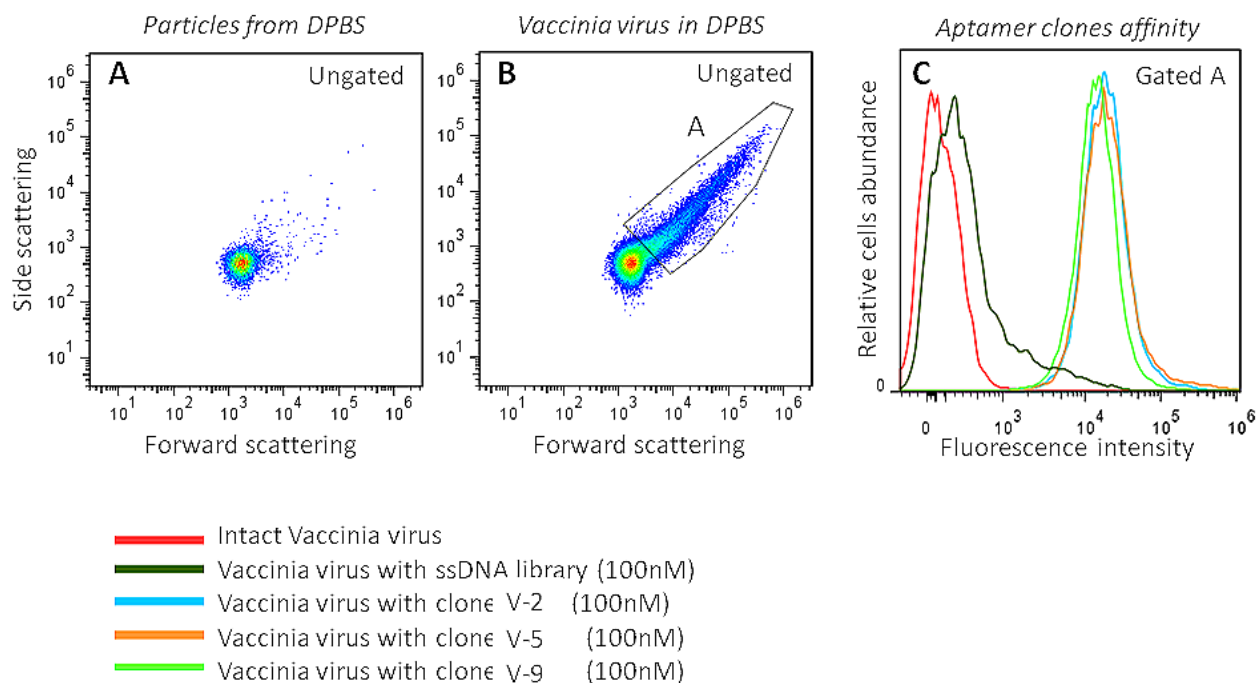 Particles from DPBS
Vaccinia virus in DPBS
Aptamer clones affinity
A
Ungated
B
Ungated
A
C
Gated A
Side scattering
10^6
10^5
10^4
10^3
10^2
10^1
10^1 10^2 10^3 10^4 10^5 10^6
Forward scattering
10^6
10^5
10^4
10^3
10^2
10^1
10^1 10^2 10^3 10^4 10^5 10^6
Forward scattering
Relative cells abundance
0
0 10^3 10^4 10^5 10^6
Fluorescence intensity
Intact Vaccinia virus
Vaccinia virus with ssDNA library (100nM)
Vaccinia virus with clone V-2 (100nM)
Vaccinia virus with clone V-5 (100nM)
Vaccinia virus with clone V-9 (100nM)